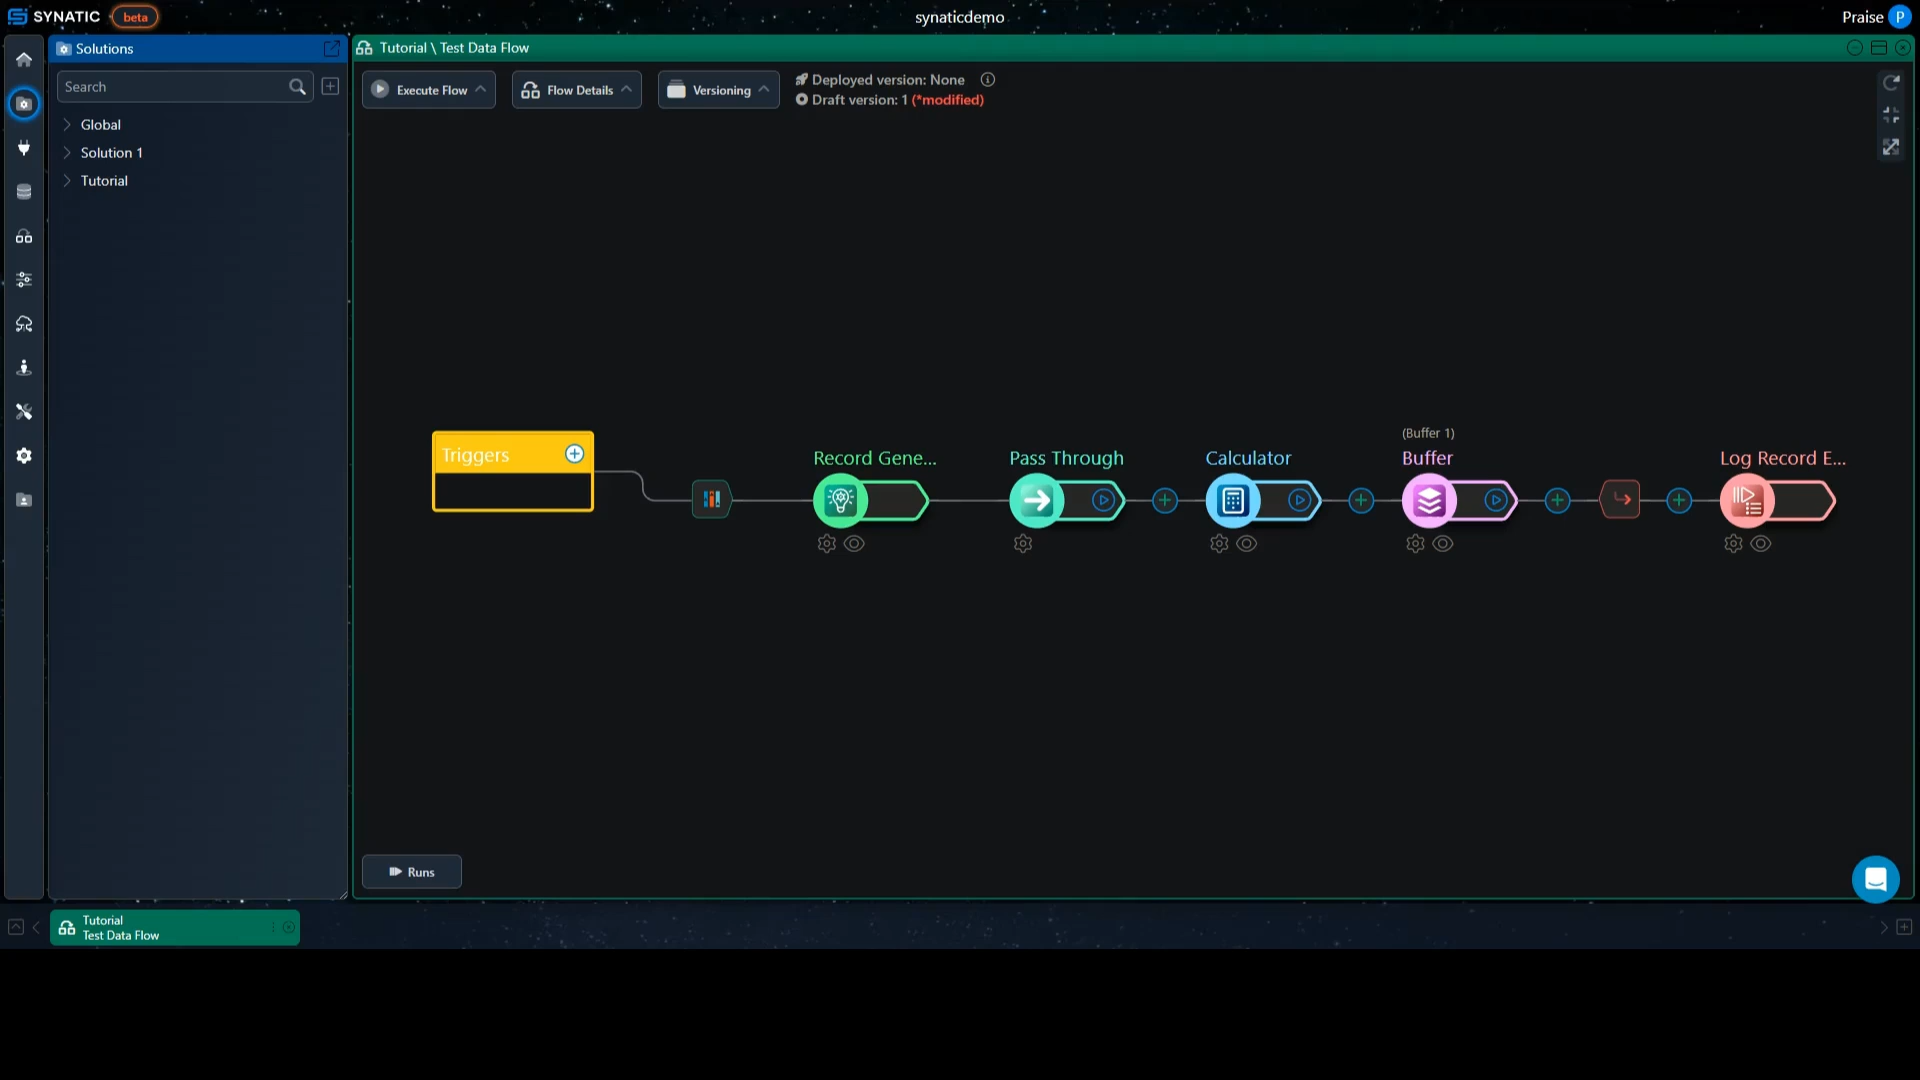 SYNATIC beta
synaticdemo
Praise P
Solutions
Tutorial \ Test Data Flow
Search
Execute Flow
Flow Details
Versioning
Deployed version: None
Draft version: 1 (*modified)
Global
Solution 1
Tutorial
Triggers
Record Gene...
Pass Through
Calculator
(Buffer 1)
Buffer
Log Record E...
Runs
Tutorial
Test Data Flow